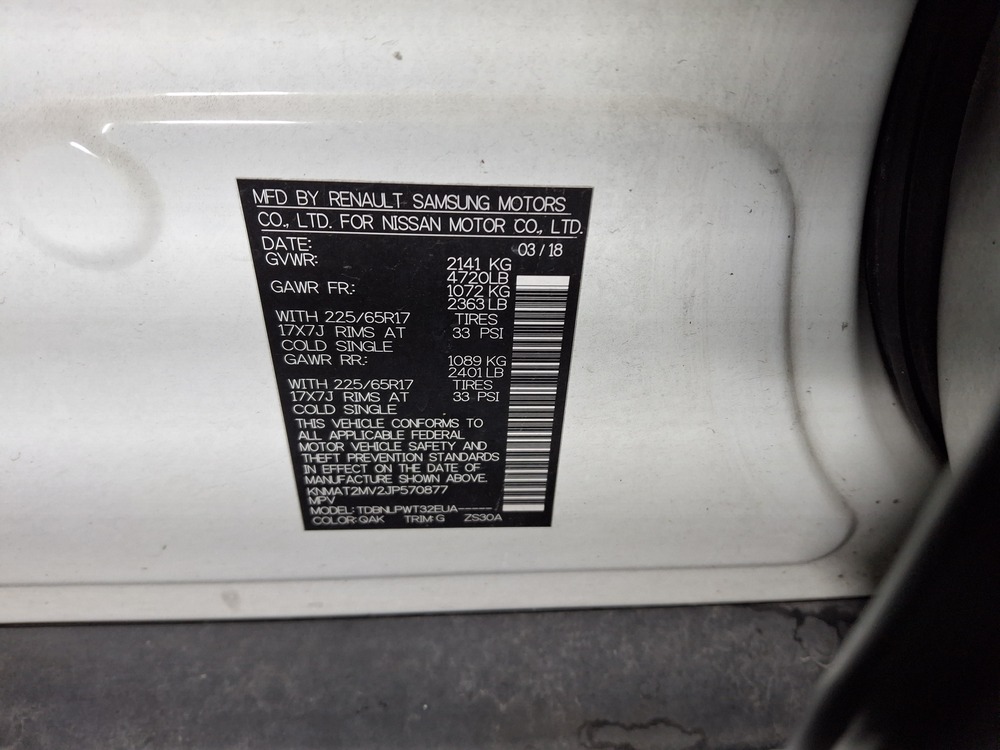 MFD BY RENAULT SAMSUNG MOTORS
CO., LTD. FOR NISSAN MOTOR CO., LTD.
DATE: 03 / 18
GVWR: 2141 KG
4720LB
GAWR FR: 1072 KG
2363 LB
WITH 225/65R17 TIRES
17X7J RIMS AT 33 PSI
COLD SINGLE
GAWR RR: 1089 KG
2401 LB
WITH 225/65R17 TIRES
17X7J RIMS AT 33 PSI
COLD SINGLE
THIS VEHICLE CONFORMS TO
ALL APPLICABLE FEDERAL
MOTOR VEHICLE SAFETY AND
THEFT PREVENTION STANDARDS
IN EFFECT ON THE DATE OF
MANUFACTURE SHOWN ABOVE.
KNMAT2MV2JP570877
MPV
MODEL: TDBNLPWT32EUA-----
COLOR: QAK TRIM: G ZS30A